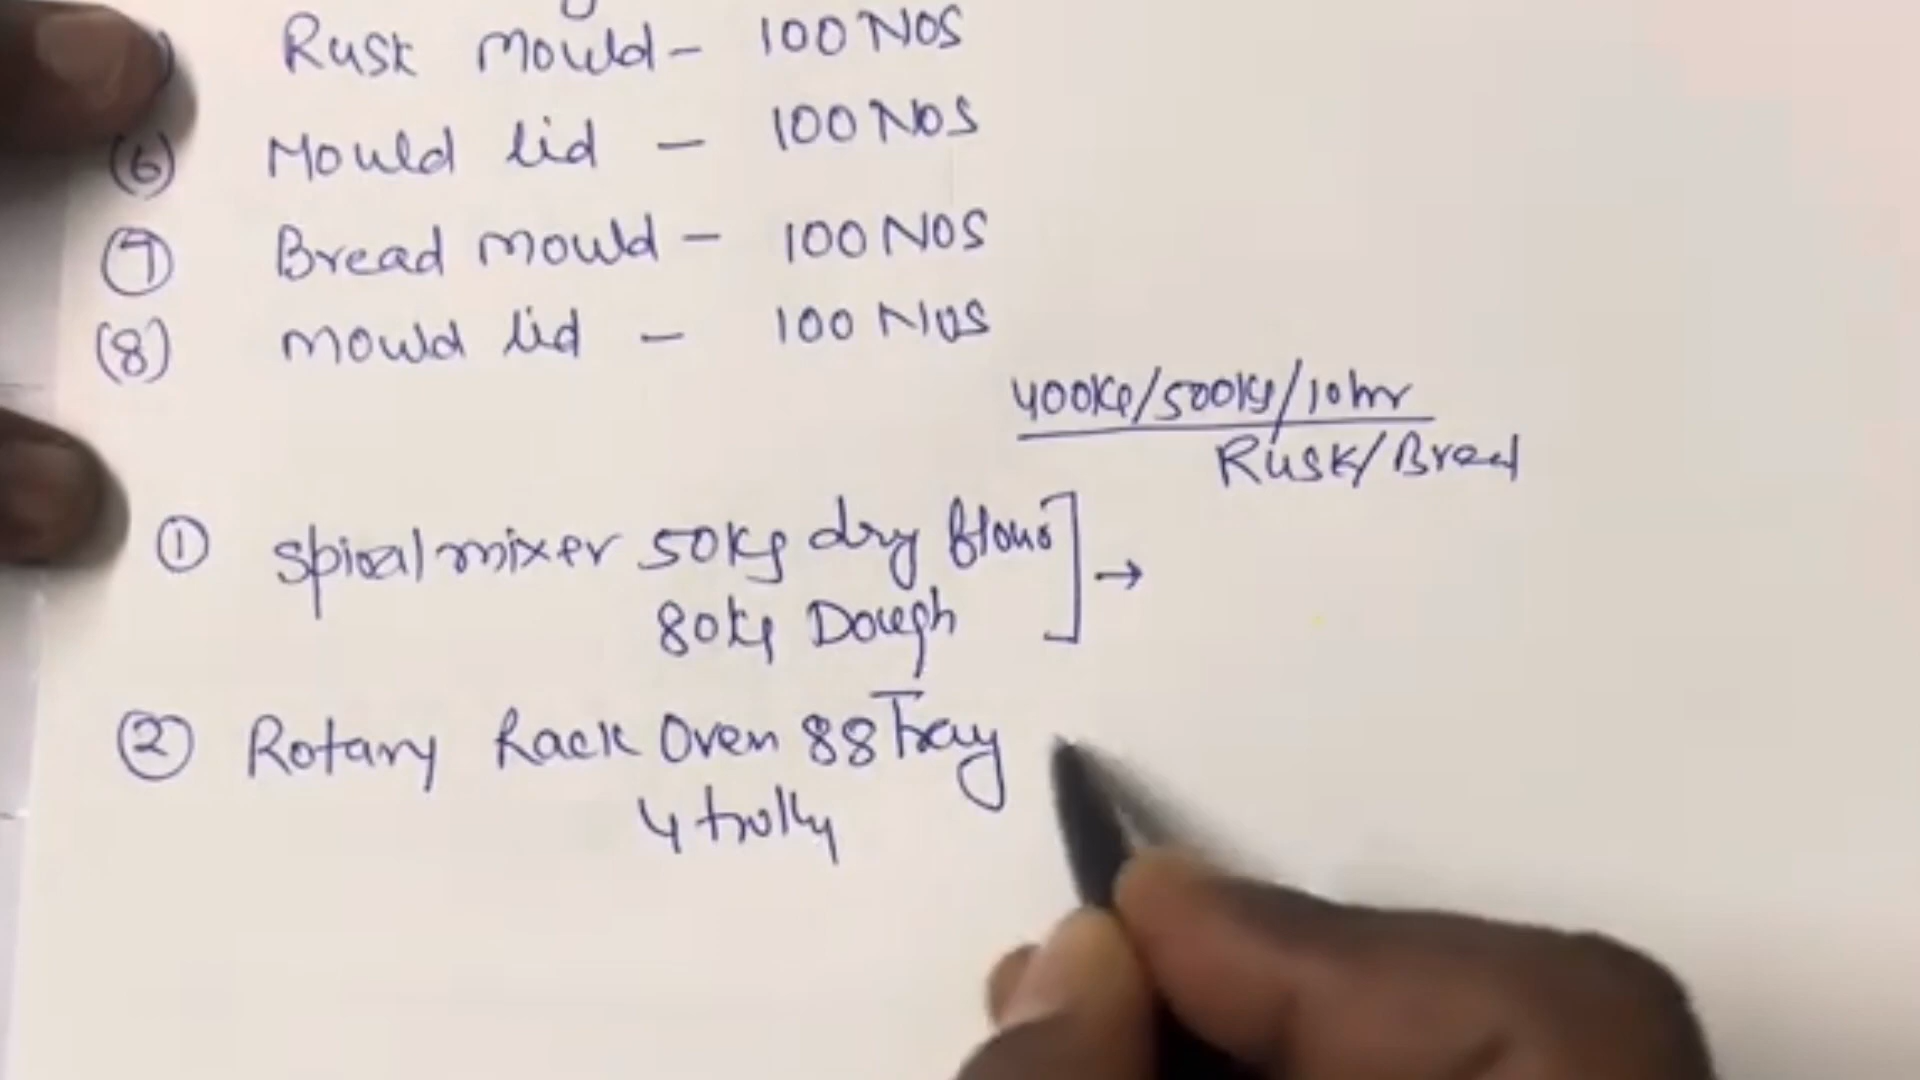 Rusk Mould - 100 NOS
(6) Mould lid - 100 NOS
(7) Bread mould - 100 NOS
(8) mould lid - 100 NOS
400Kg/500Kg/10hr
Rusk/Bread
(1) Spiral mixer 50Kg dry flour ] →
80Kg Dough
(2) Rotary Rack Oven 88 Tray
4 trolly